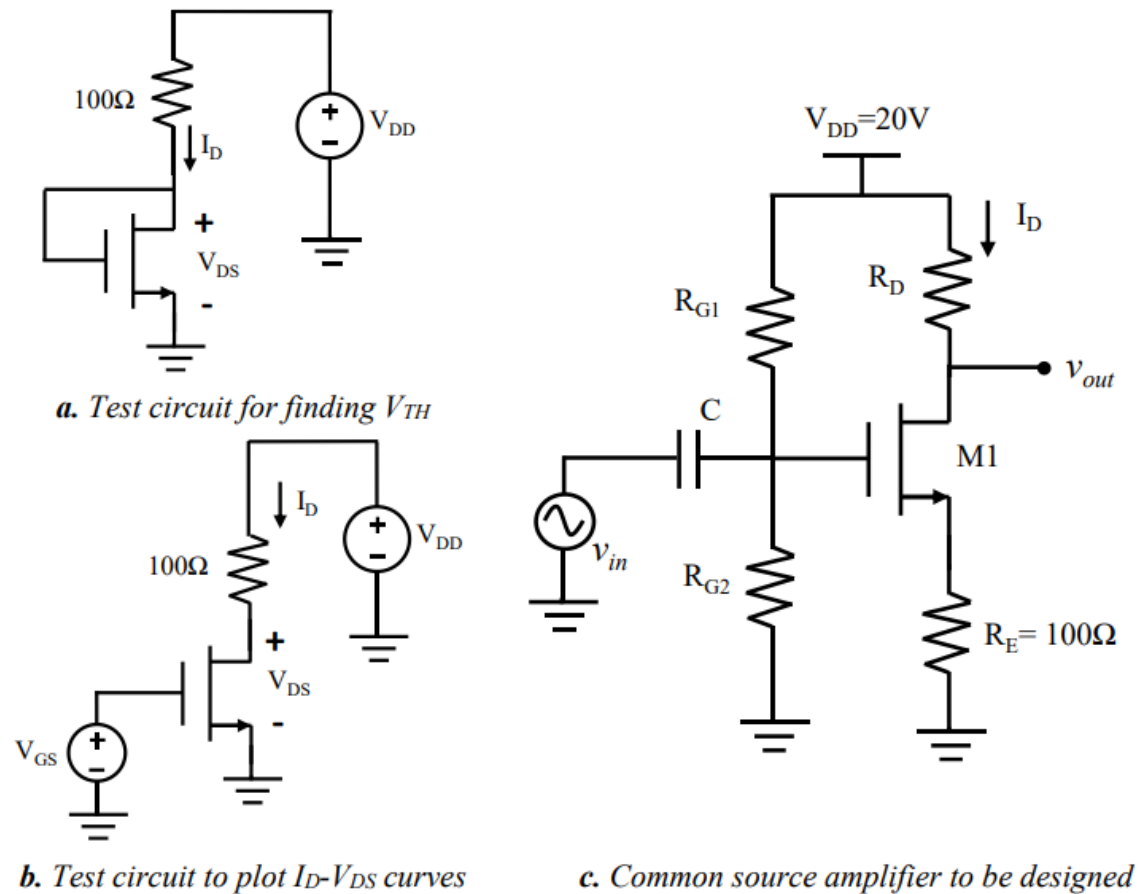 100Ω
I_D
V_DD
+
-
+
V_DS
-
a. Test circuit for finding V_TH
I_D
100Ω
V_DD
+
-
+
V_DS
-
V_GS
+
-
b. Test circuit to plot I_D-V_DS curves
V_DD=20V
I_D
R_D
R_G1
v_out
C
M1
v_in
R_G2
R_E= 100Ω
c. Common source amplifier to be designed